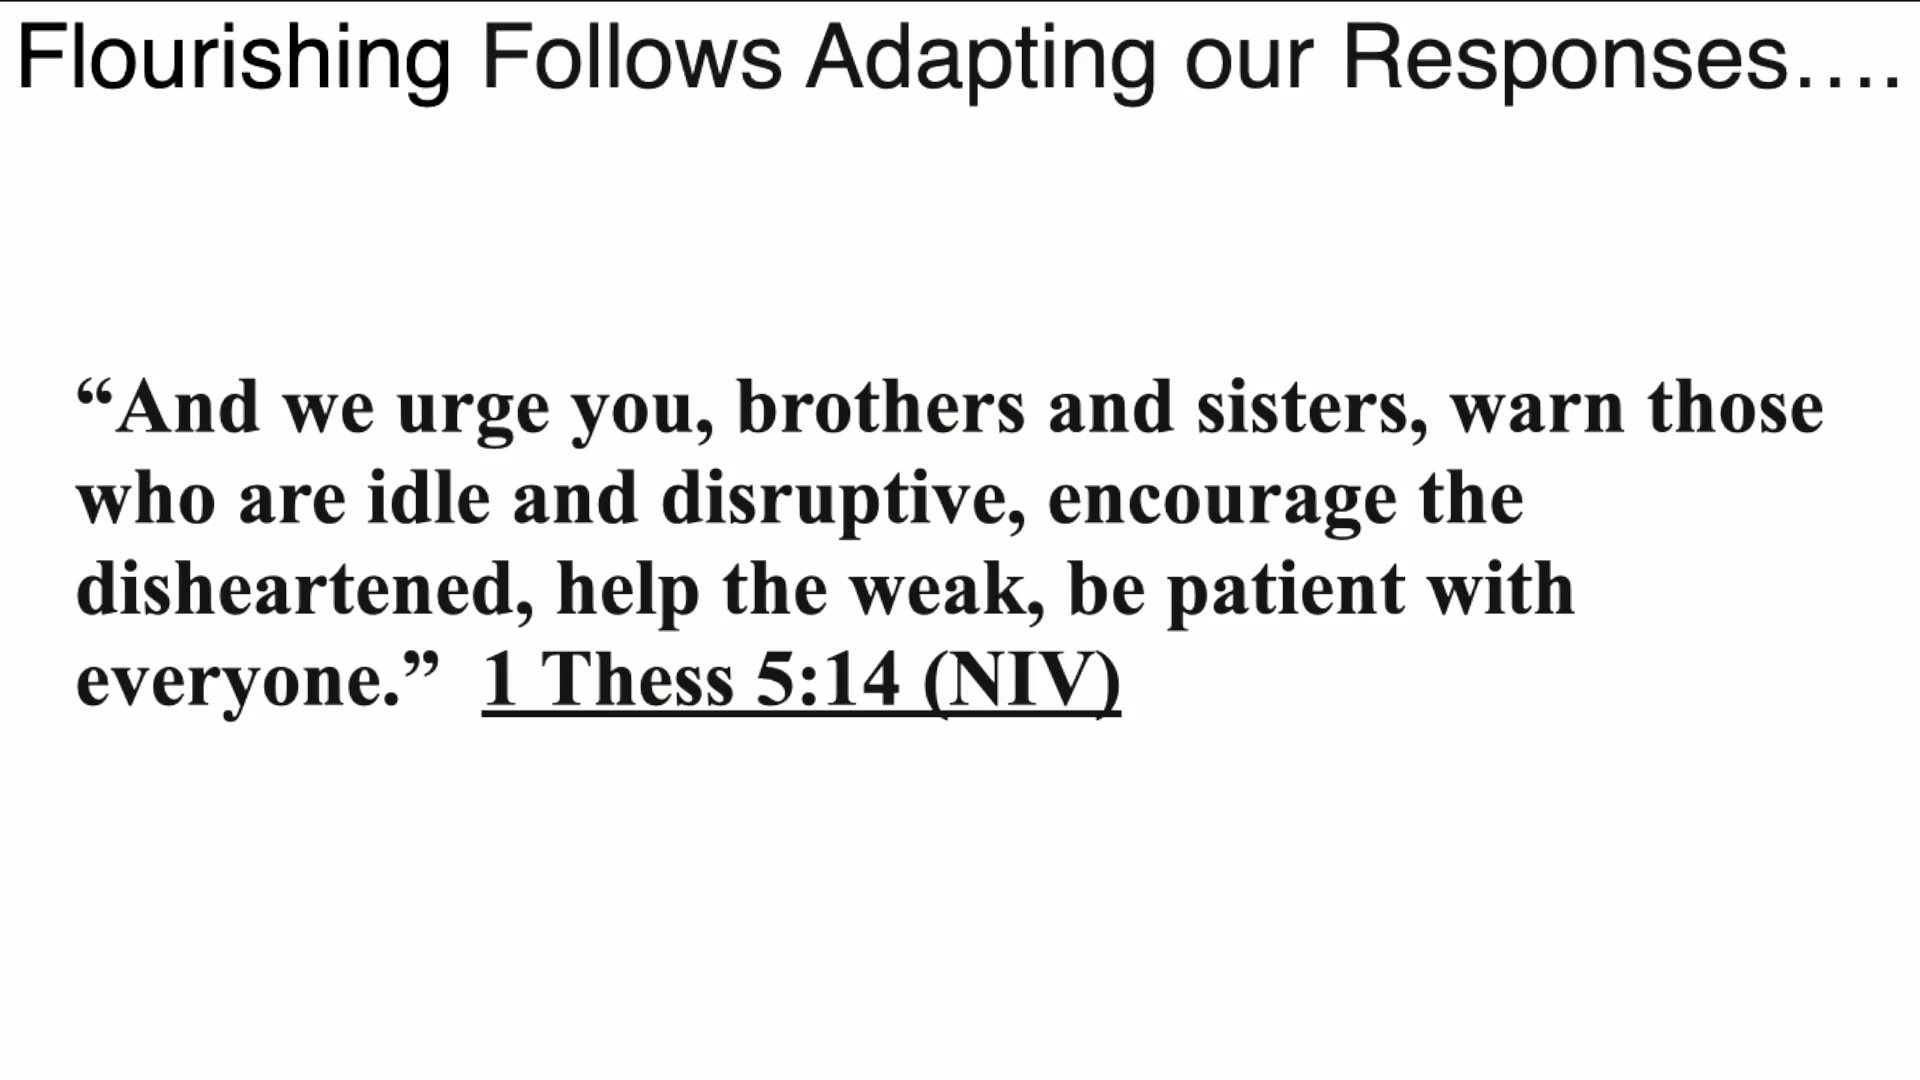 Flourishing Follows Adapting our Responses….
“And we urge you, brothers and sisters, warn those
who are idle and disruptive, encourage the
disheartened, help the weak, be patient with
everyone.”  1 Thess 5:14 (NIV)